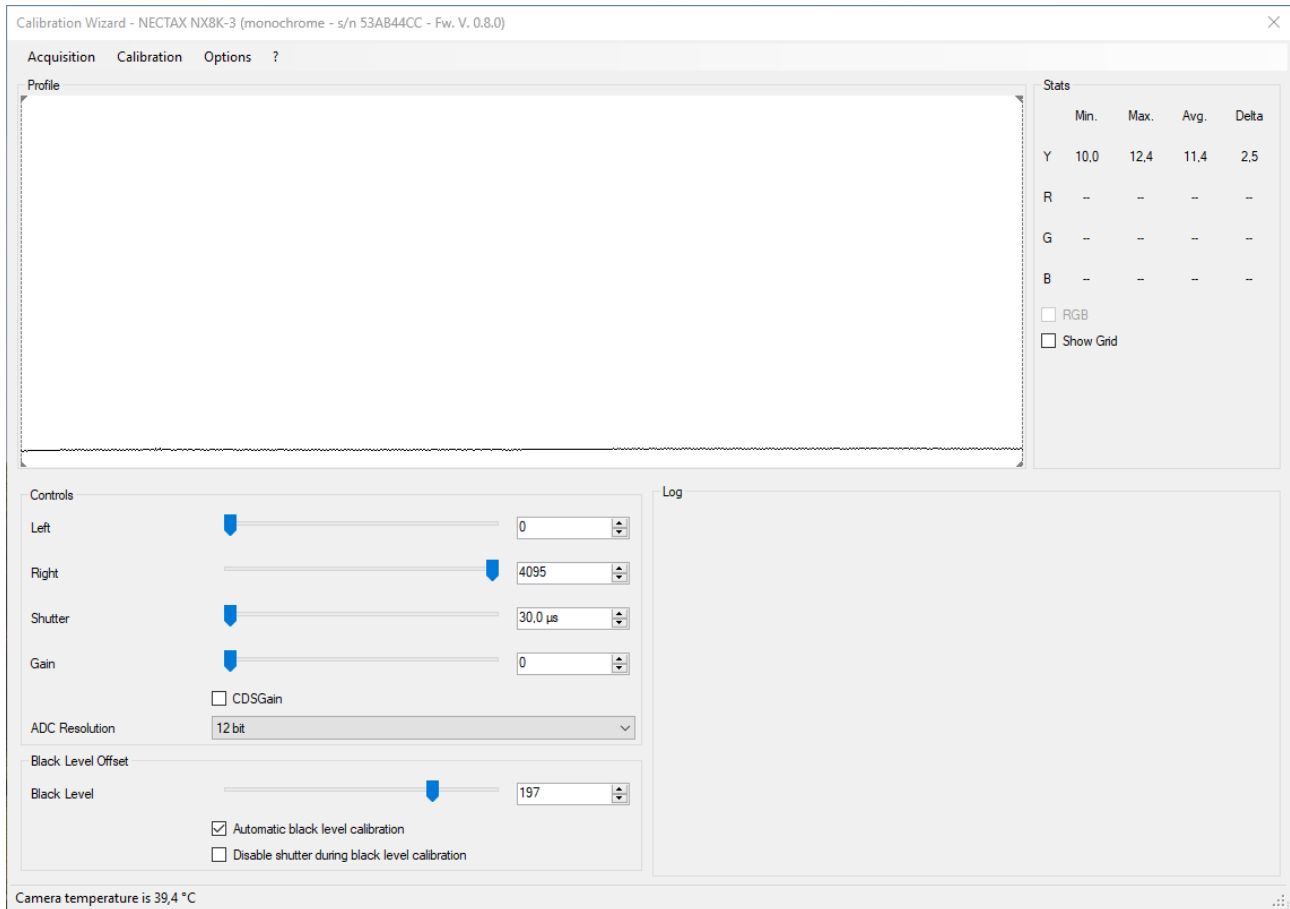 Calibration Wizard - NECTAX NX8K-3 (monochrome - s/n 53AB44CC - Fw. V. 0.8.0)
Acquisition Calibration Options ?
Profile
Stats
Min. Max. Avg. Delta
Y 10,0 12,4 11,4 2,5
R -- -- -- --
G -- -- -- --
B -- -- -- --
RGB
Show Grid
Controls
Left 0
Right 4095
Shutter 30,0 µs
Gain 0
CDSGain
ADC Resolution 12 bit
Black Level Offset
Black Level 197
Automatic black level calibration
Disable shutter during black level calibration
Log
Camera temperature is 39,4 °C